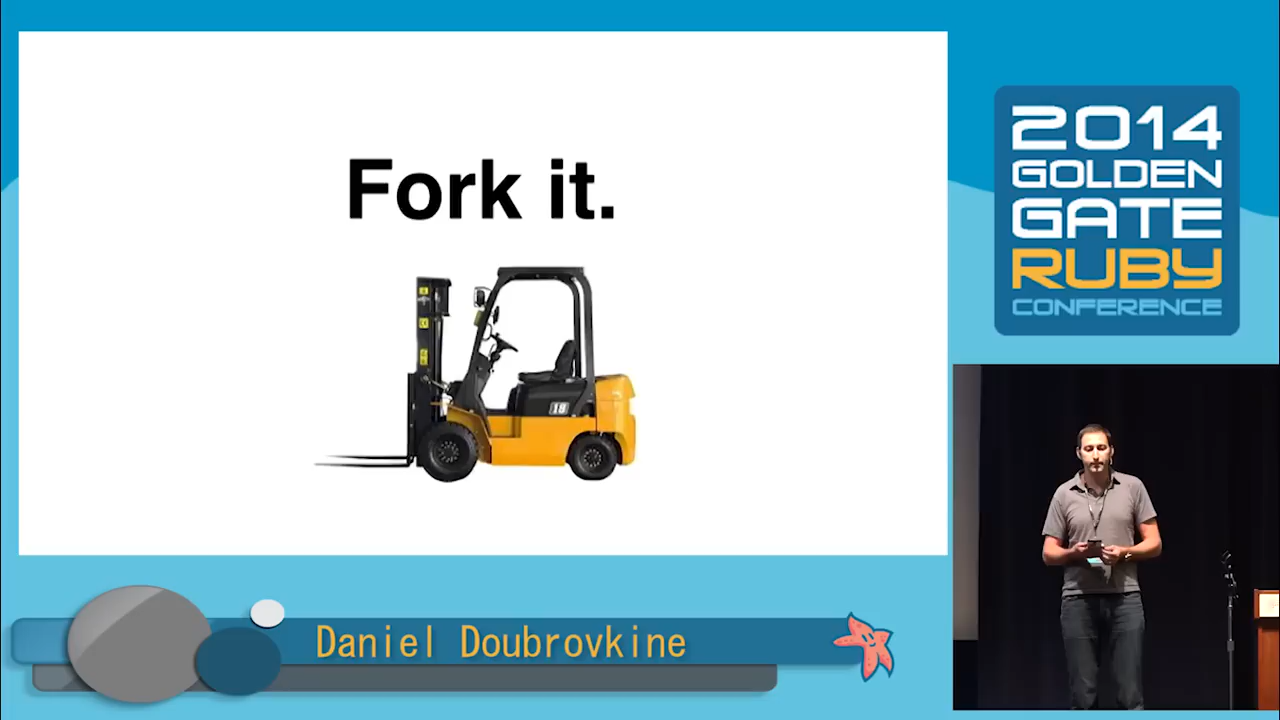 Fork it.
18
2014
GOLDEN
GATE
RUBY
CONFERENCE
Daniel Doubrovkine